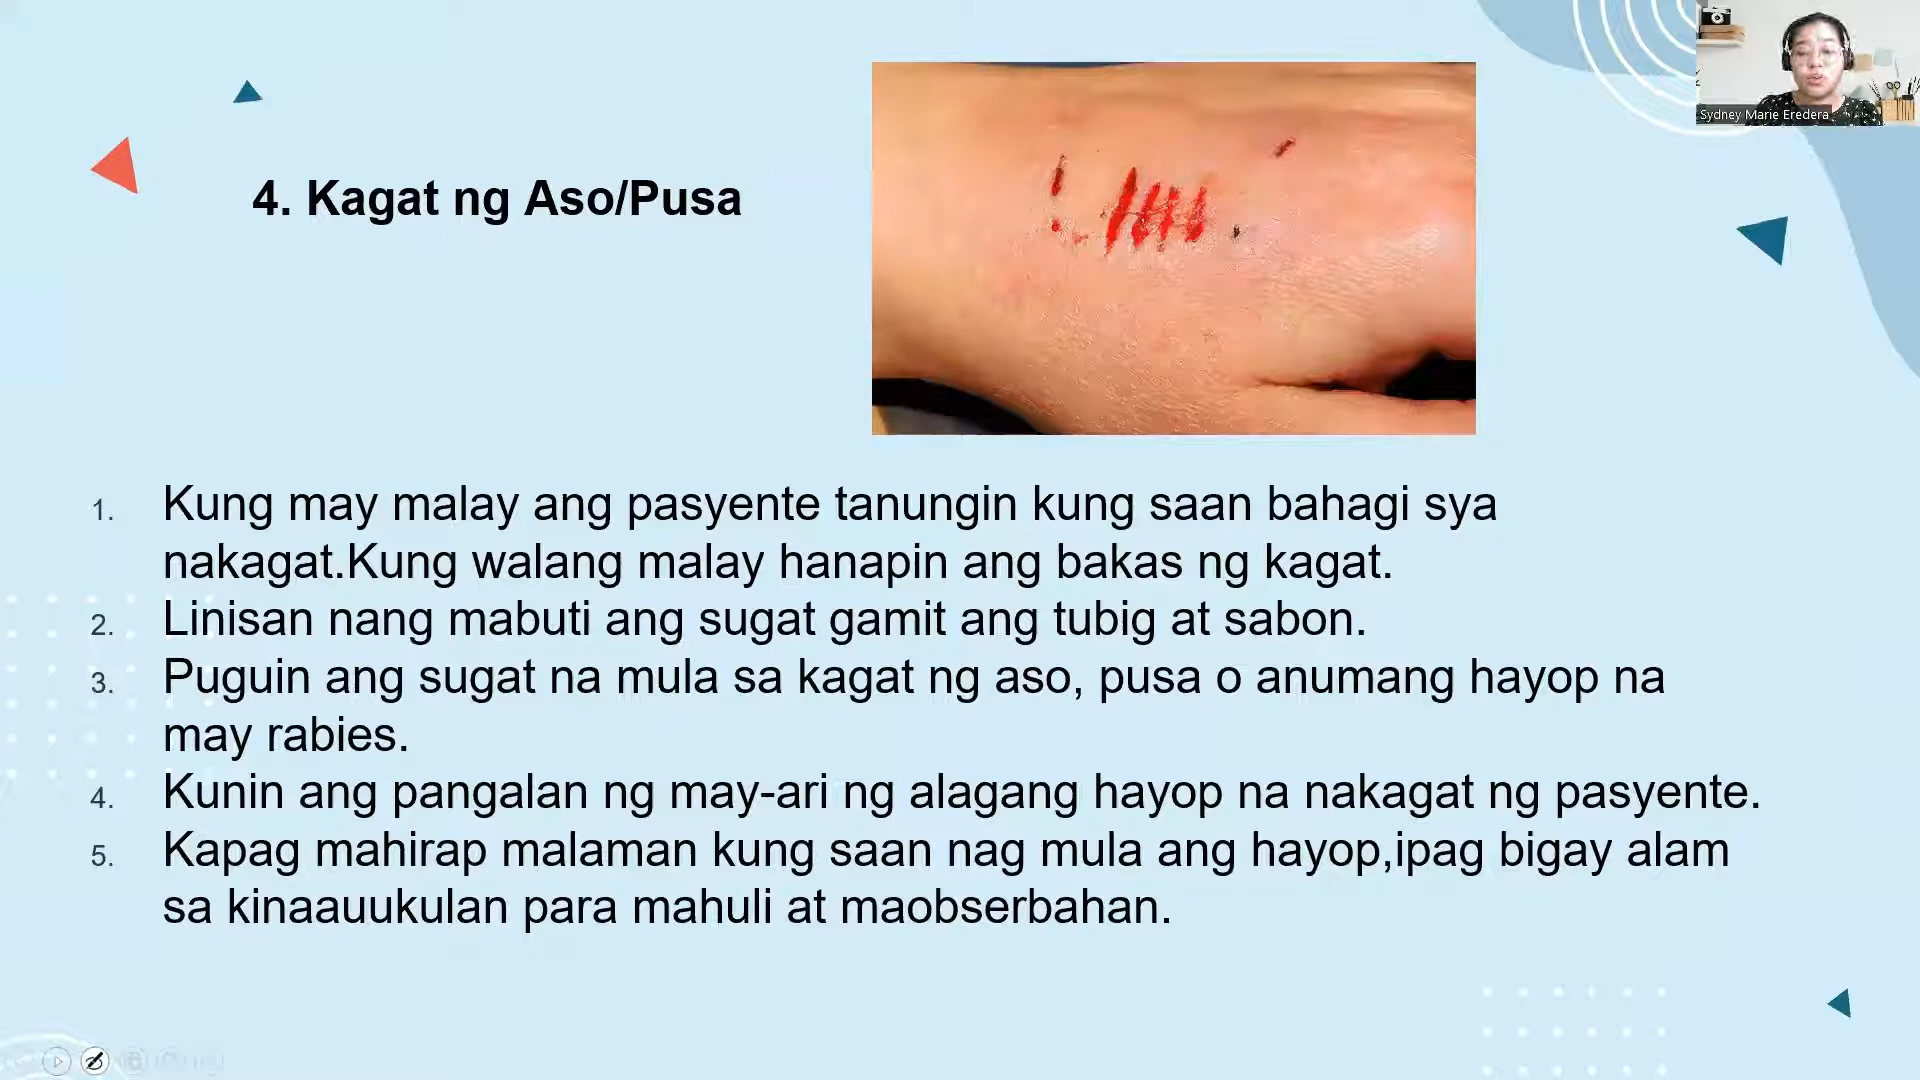 Sydney Marie Eredera
4. Kagat ng Aso/Pusa
1. Kung may malay ang pasyente tanungin kung saan bahagi sya
nakagat.Kung walang malay hanapin ang bakas ng kagat.
2. Linisan nang mabuti ang sugat gamit ang tubig at sabon.
3. Puguin ang sugat na mula sa kagat ng aso, pusa o anumang hayop na
may rabies.
4. Kunin ang pangalan ng may-ari ng alagang hayop na nakagat ng pasyente.
5. Kapag mahirap malaman kung saan nag mula ang hayop,ipag bigay alam
sa kinaauukulan para mahuli at maobserbahan.